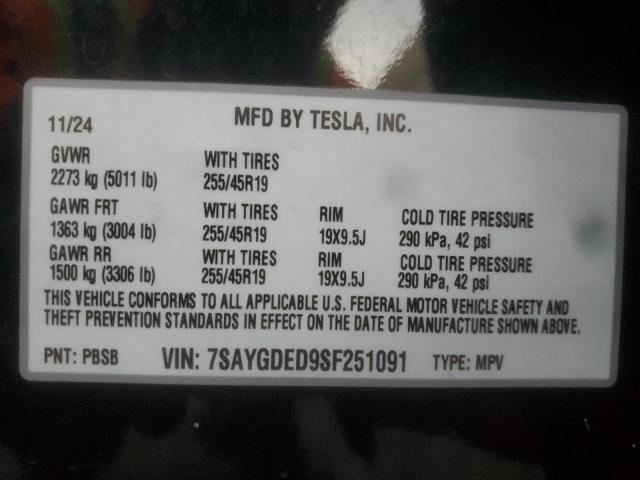 11/24 MFD BY TESLA, INC.
GVWR WITH TIRES
2273 kg (5011 lb) 255/45R19
GAWR FRT WITH TIRES RIM COLD TIRE PRESSURE
1363 kg (3004 lb) 255/45R19 19X9.5J 290 kPa, 42 psi
GAWR RR WITH TIRES RIM COLD TIRE PRESSURE
1500 kg (3306 lb) 255/45R19 19X9.5J 290 kPa, 42 psi
THIS VEHICLE CONFORMS TO ALL APPLICABLE U.S. FEDERAL MOTOR VEHICLE SAFETY AND
THEFT PREVENTION STANDARDS IN EFFECT ON THE DATE OF MANUFACTURE SHOWN ABOVE.
PNT: PBSB VIN: 7SAYGDED9SF251091 TYPE: MPV